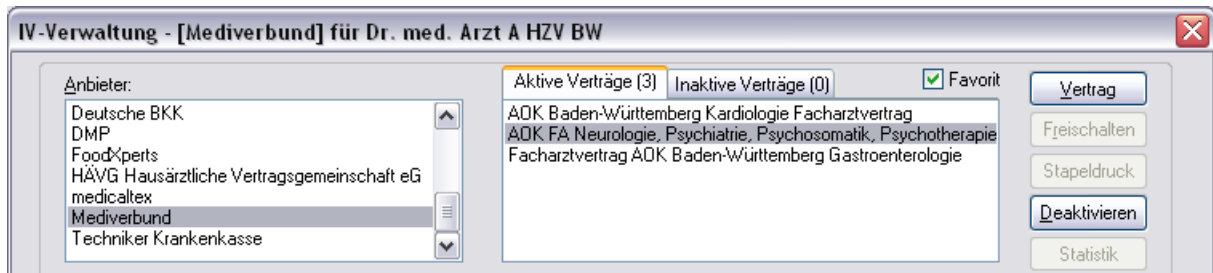 IV-Verwaltung - [Mediverbund] für Dr. med. Arzt A HZV BW
Anbieter:
Deutsche BKK
DMP
FoodXperts
HÄVG Hausärztliche Vertragsgemeinschaft eG
medicaltex
Mediverbund
Techniker Krankenkasse
Aktive Verträge (3)
Inaktive Verträge (0)
Favorit
AOK Baden-Württemberg Kardiologie Facharztvertrag
AOK FA Neurologie, Psychiatrie, Psychosomatik, Psychotherapie
Facharztvertrag AOK Baden-Württemberg Gastroenterologie
Vertrag
Freischalten
Stapeldruck
Deaktivieren
Statistik